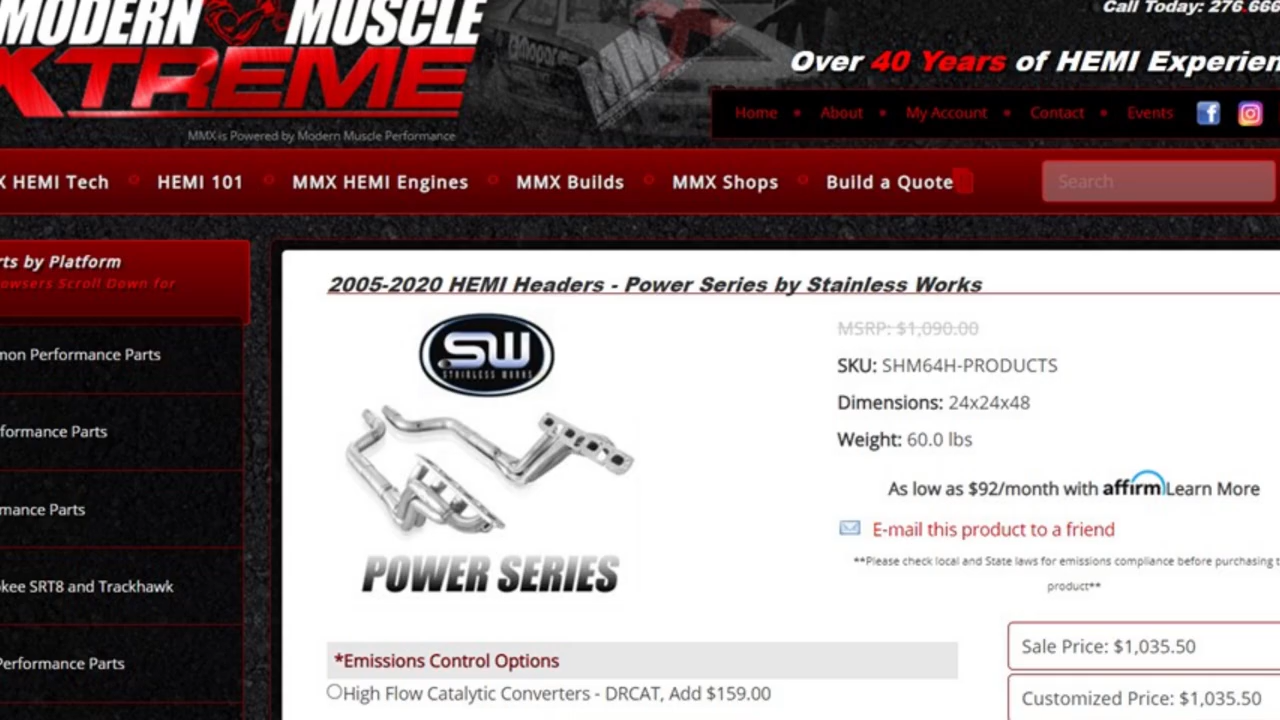 MODERN MUSCLE
XTREME
MMX is Powered by Modern Muscle Performance
Call Today: 276.666
Over 40 Years of HEMI Experien
Home
About
My Account
Contact
Events
X HEMI Tech
HEMI 101
MMX HEMI Engines
MMX Builds
MMX Shops
Build a Quote
Search
rts by Platform
owsers Scroll Down for
mon Performance Parts
formance Parts
mance Parts
kee SRT8 and Trackhawk
Performance Parts
2005-2020 HEMI Headers - Power Series by Stainless Works
SW
STAINLESS WORKS
POWER SERIES
MSRP: $1,090.00
SKU: SHM64H-PRODUCTS
Dimensions: 24x24x48
Weight: 60.0 lbs
As low as $92/month with affirm Learn More
E-mail this product to a friend
**Please check local and State laws for emissions compliance before purchasing t
product**
*Emissions Control Options
High Flow Catalytic Converters - DRCAT, Add $159.00
Sale Price: $1,035.50
Customized Price: $1,035.50